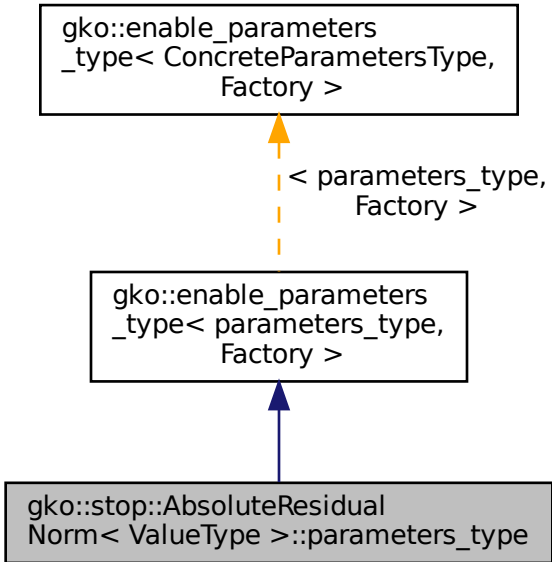 gko::enable_parameters
_type< ConcreteParametersType,
Factory >
< parameters_type,
Factory >
gko::enable_parameters
_type< parameters_type,
Factory >
gko::stop::AbsoluteResidual
Norm< ValueType >::parameters_type